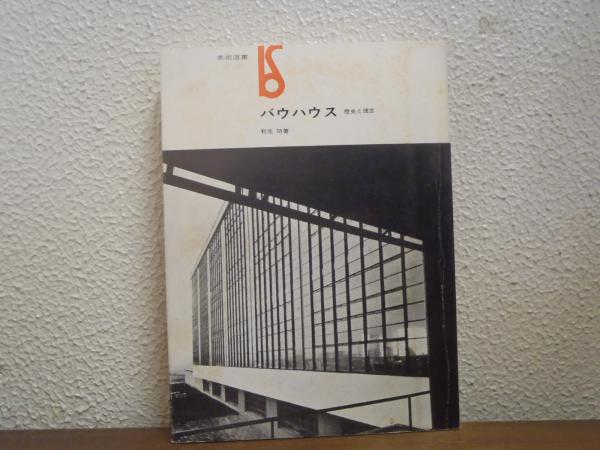 美術選書
バウハウス 歴史と理念
利光 功著